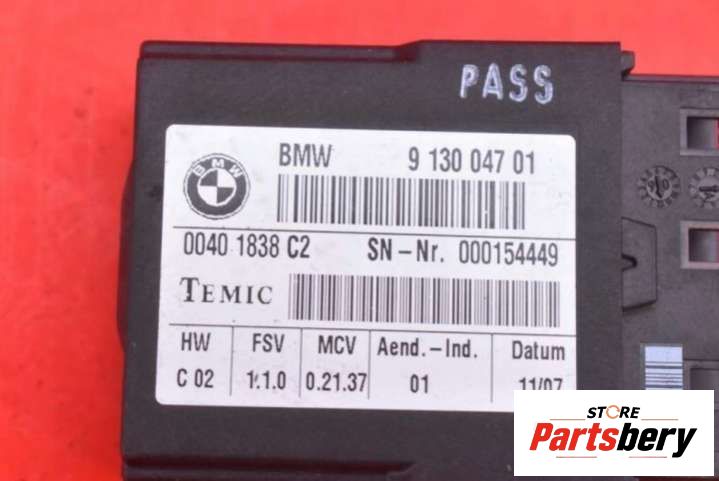 PASS
BMW 9 130 047 01
BMW
0040 1838 C2 SN-Nr. 000154449
TEMIC
HW FSV MCV Aend.-Ind. Datum
C 02 1.1.0 0.21.37 01 11/07
STORE
Partsbery